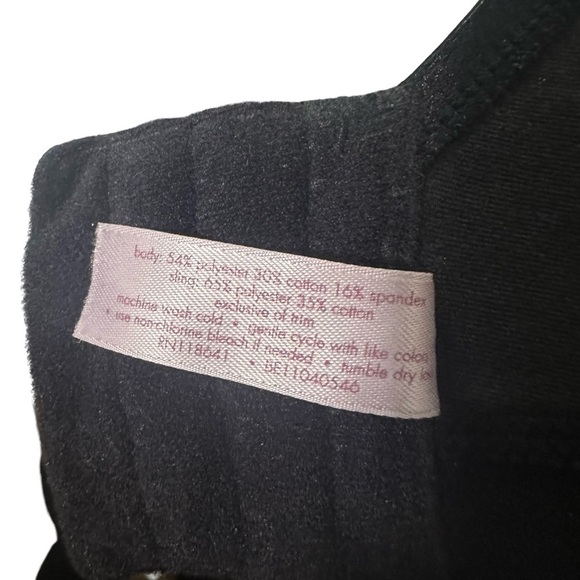 body: 54% polyester 30% cotton 16% spandex
sling: 65% polyester 35% cotton
exclusive of trim
machine wash cold • gentle cycle with like colors
• use non-chlorine bleach if needed • tumble dry low
RN118641 • BE11040546